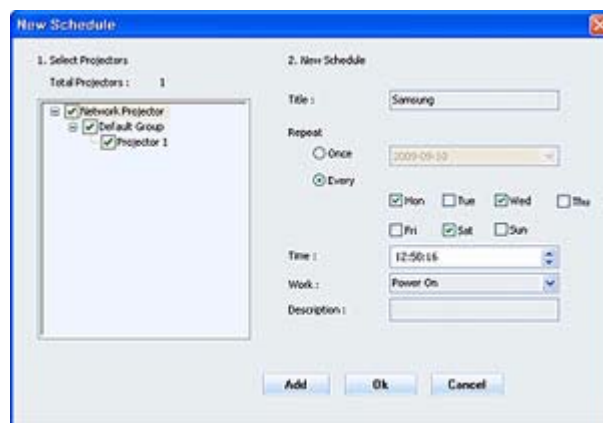 New Schedule
1. Select Projectors
Total Projectors : 1
Network Projector
Default Group
Projector 1
2. New Schedule
Title : Samsung
Repeat
Once 2009-09-10
Every
Mon Tue Wed Thu
Fri Sat Sun
Time : 12:50:16
Work : Power On
Description :
Add Ok Cancel